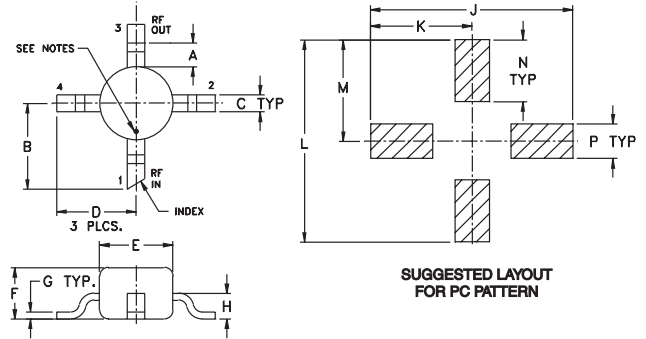 3
RF
OUT
SEE NOTES
A
4
2
C TYP
B
1
RF
IN
D
INDEX
3 PLCS.
E
G TYP.
F
H
J
K
N
TYP
M
L
P TYP
SUGGESTED LAYOUT
FOR PC PATTERN